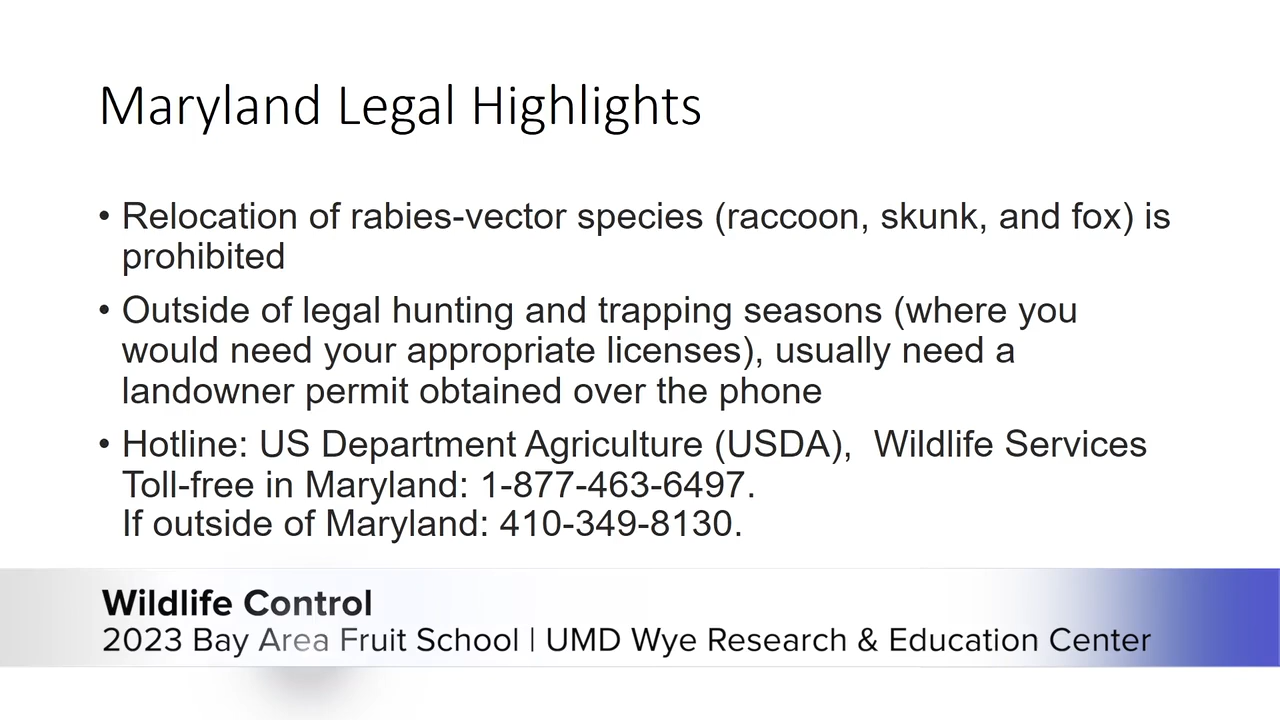 Maryland Legal Highlights
• Relocation of rabies-vector species (raccoon, skunk, and fox) is
prohibited
• Outside of legal hunting and trapping seasons (where you
would need your appropriate licenses), usually need a
landowner permit obtained over the phone
• Hotline: US Department Agriculture (USDA),  Wildlife Services
Toll-free in Maryland: 1-877-463-6497.
If outside of Maryland: 410-349-8130.
Wildlife Control
2023 Bay Area Fruit School | UMD Wye Research & Education Center